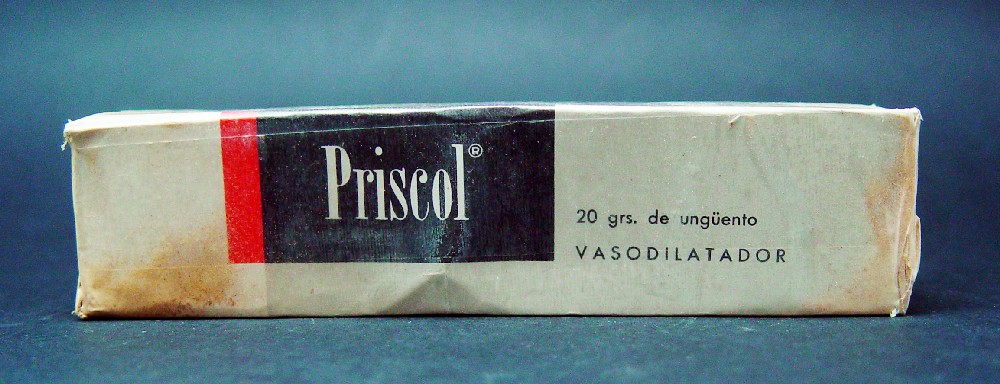 Priscol®
20 grs. de ungüento
VASODILATADOR